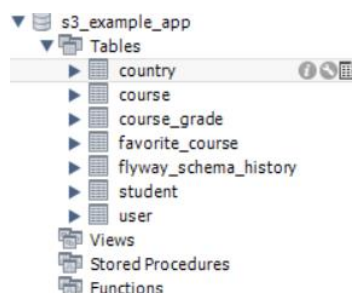 s3_example_app
Tables
country
course
course_grade
favorite_course
flyway_schema_history
student
user
Views
Stored Procedures
Functions